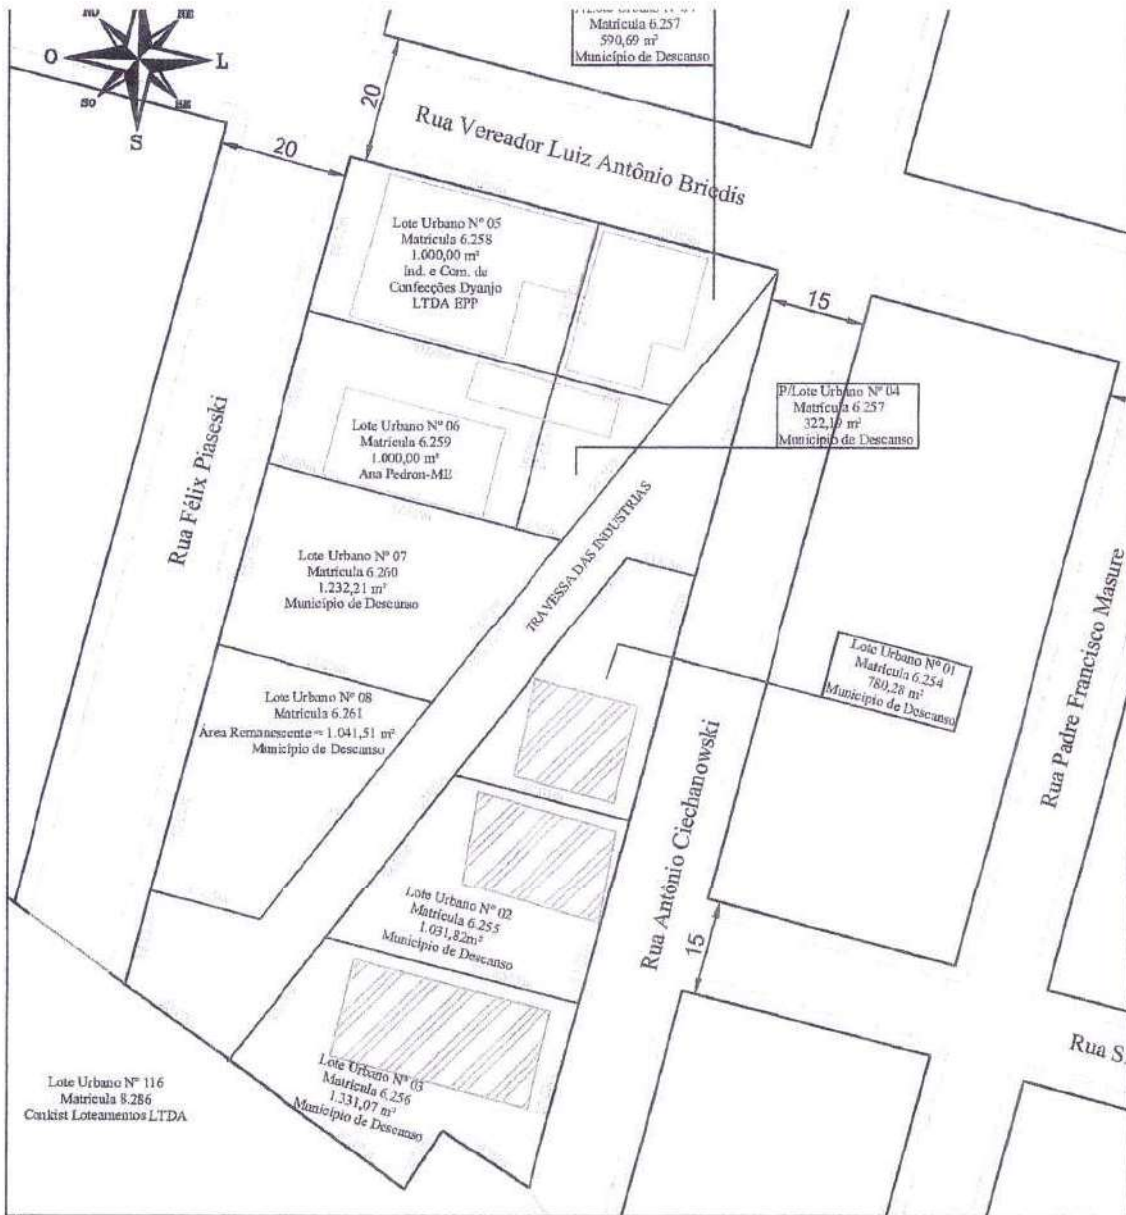 NE
O
L
SO
S
Matrícula 6.257
590,69 m²
Município de Descanso
20
20
Rua Vereador Luiz Antônio Briedis
Lote Urbano Nº 05
Matrícula 6.258
1.000,00 m²
Ind. e Com. de
Confecções Dyanjo
LTDA EPP
15
P/Lote Urbano Nº 04
Matrícula 6.257
322,19 m²
Município de Descanso
Lote Urbano Nº 06
Matrícula 6.259
1.000,00 m²
Ana Pedron-ME
Rua Félix Piaseski
TRAVESSA DAS INDUSTRIAS
Lote Urbano Nº 07
Matrícula 6.260
1.232,21 m²
Município de Descanso
Rua Padre Francisco Masure
Lote Urbano Nº 01
Matrícula 6.254
780,28 m²
Município de Descanso
Lote Urbano Nº 08
Matrícula 6.261
Área Remanescente = 1.041,51 m²
Município de Descanso
Rua Antônio Ciechanowski
Lote Urbano Nº 02
Matrícula 6.255
1.031,82m²
Município de Descanso
15
Rua S.
Lote Urbano Nº 03
Matrícula 6.256
1.331,07 m²
Município de Descanso
Lote Urbano Nº 116
Matrícula 8.286
Conkist Loteamentos LTDA